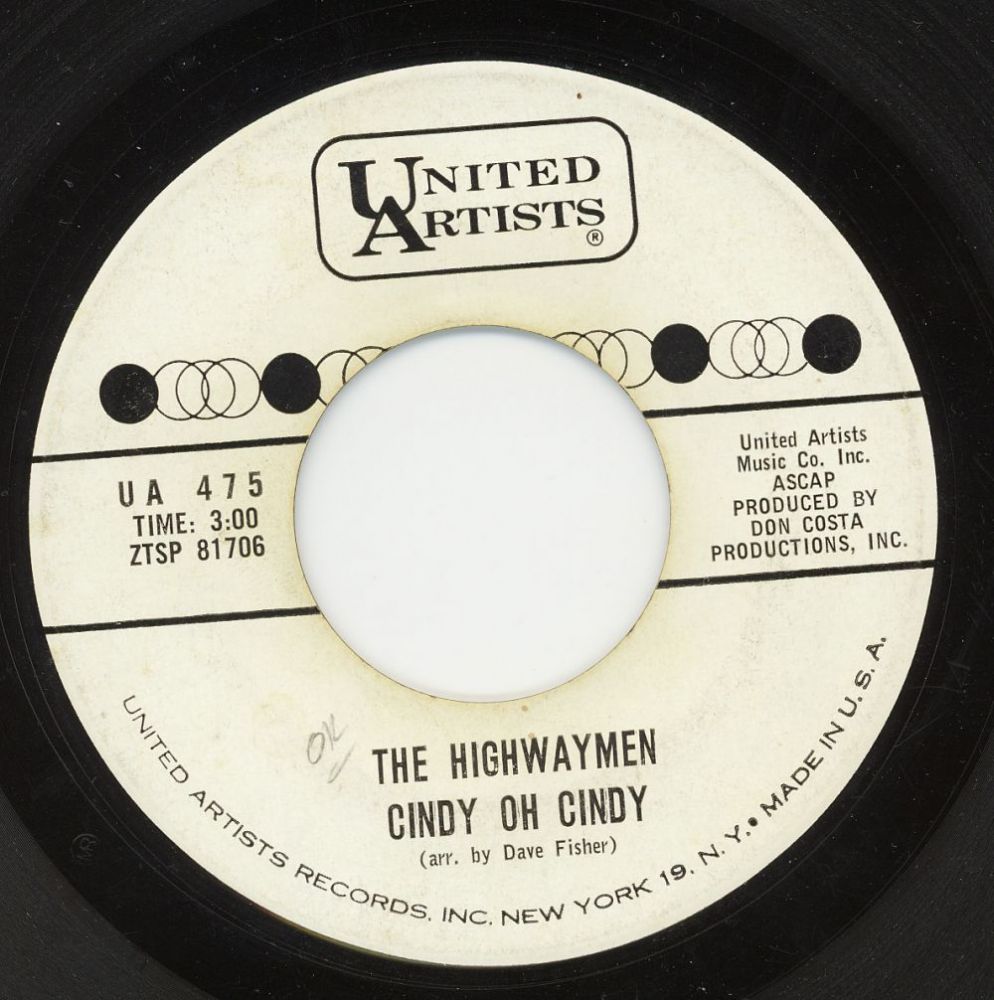 UNITED
ARTISTS
®
UA 475
TIME: 3:00
ZTSP 81706
United Artists
Music Co. Inc.
ASCAP
PRODUCED BY
DON COSTA
PRODUCTIONS, INC.
OK
THE HIGHWAYMEN
CINDY OH CINDY
(arr. by Dave Fisher)
UNITED ARTISTS RECORDS, INC. NEW YORK 19, N. Y. • MADE IN U. S. A.